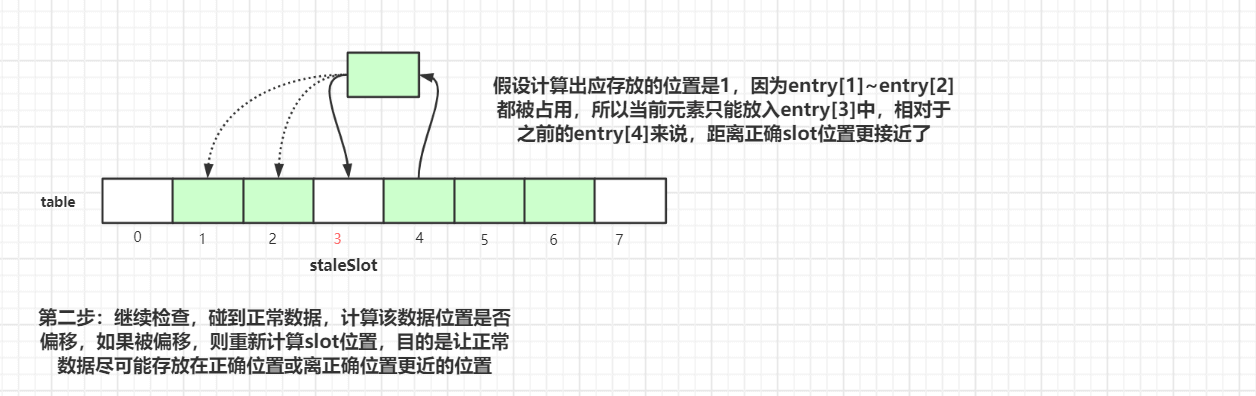 假设计算出应存放的位置是1，因为entry[1]~entry[2]
都被占用，所以当前元素只能放入entry[3]中，相对于
之前的entry[4]来说，距离正确slot位置更接近了
table
0 1 2 3 4 5 6 7
staleSlot
第二步：继续检查，碰到正常数据，计算该数据位置是否
偏移，如果被偏移，则重新计算slot位置，目的是让正常
数据尽可能存放在正确位置或离正确位置更近的位置